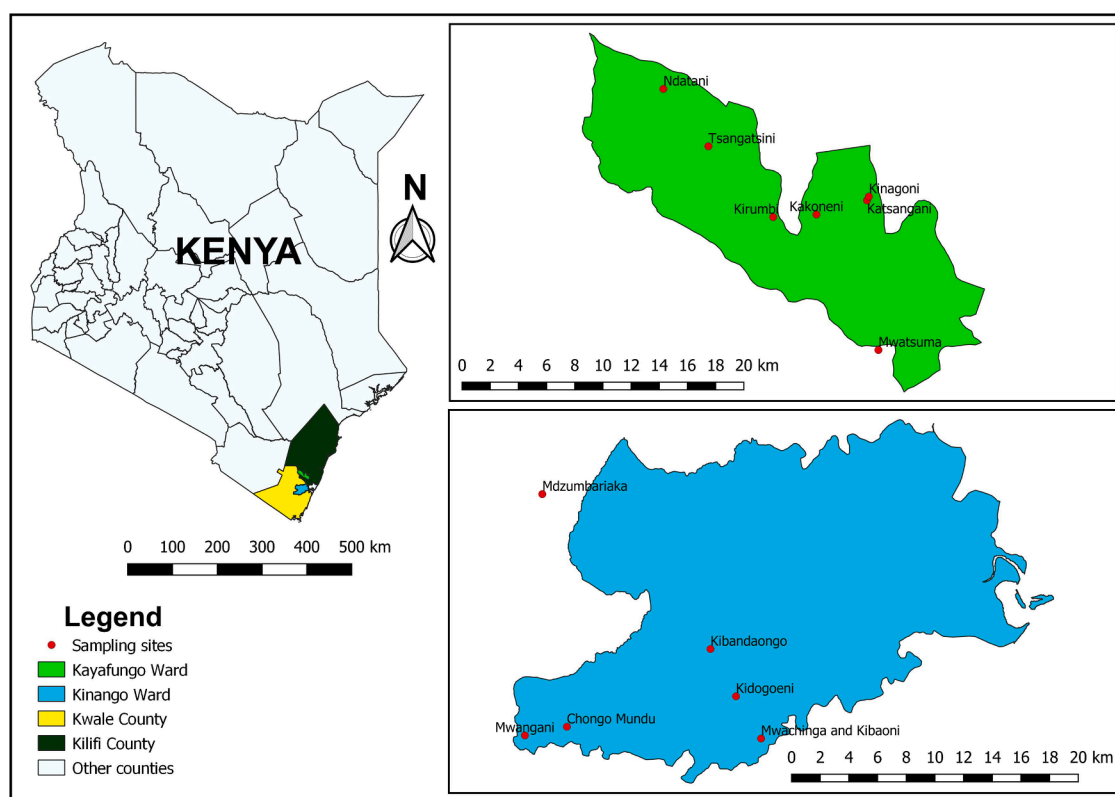 N
KENYA
0 100 200 300 400 500 km
Legend
Sampling sites
Kayafungo Ward
Kinango Ward
Kwale County
Kilifi County
Other counties
Ndatani
Tsangatsini
Kinagoni
Katsangani
Kirumbi
Kakoneni
Mwatsuma
0 2 4 6 8 10 12 14 16 18 20 km
Mdzumbariaka
Kibandaongo
Kidogoeni
Chongo Mundu
Mwangani
Mwachinga and Kibaoni
0 2 4 6 8 10 12 14 16 18 20 km